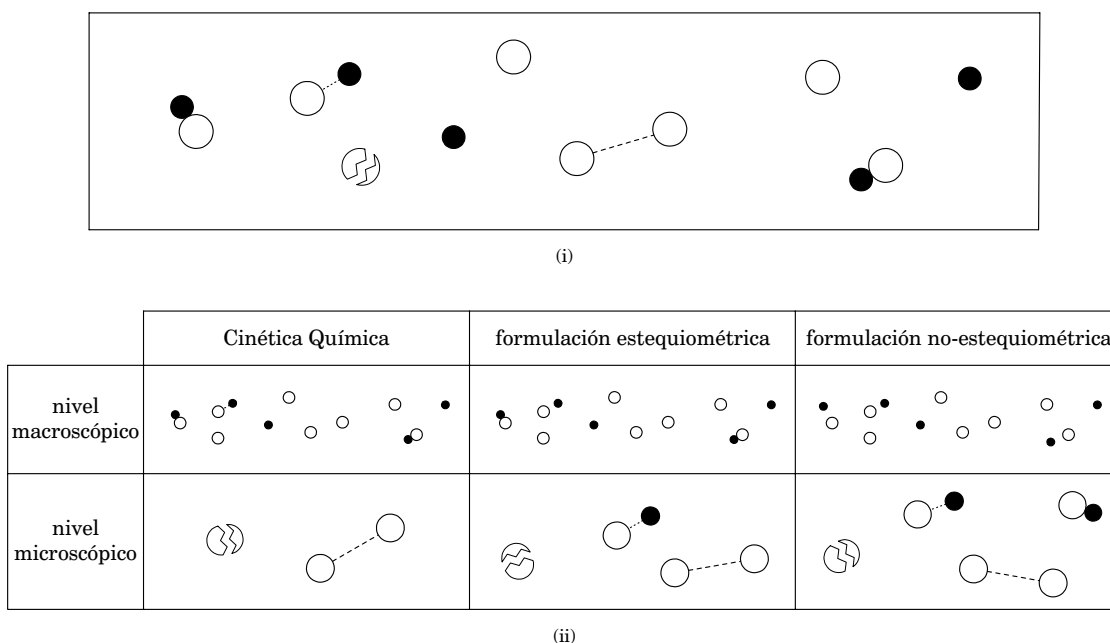 (i)
Cinética Química
formulación estequiométrica
formulación no-estequiométrica
nivel
macroscópico
nivel
microscópico
(ii)